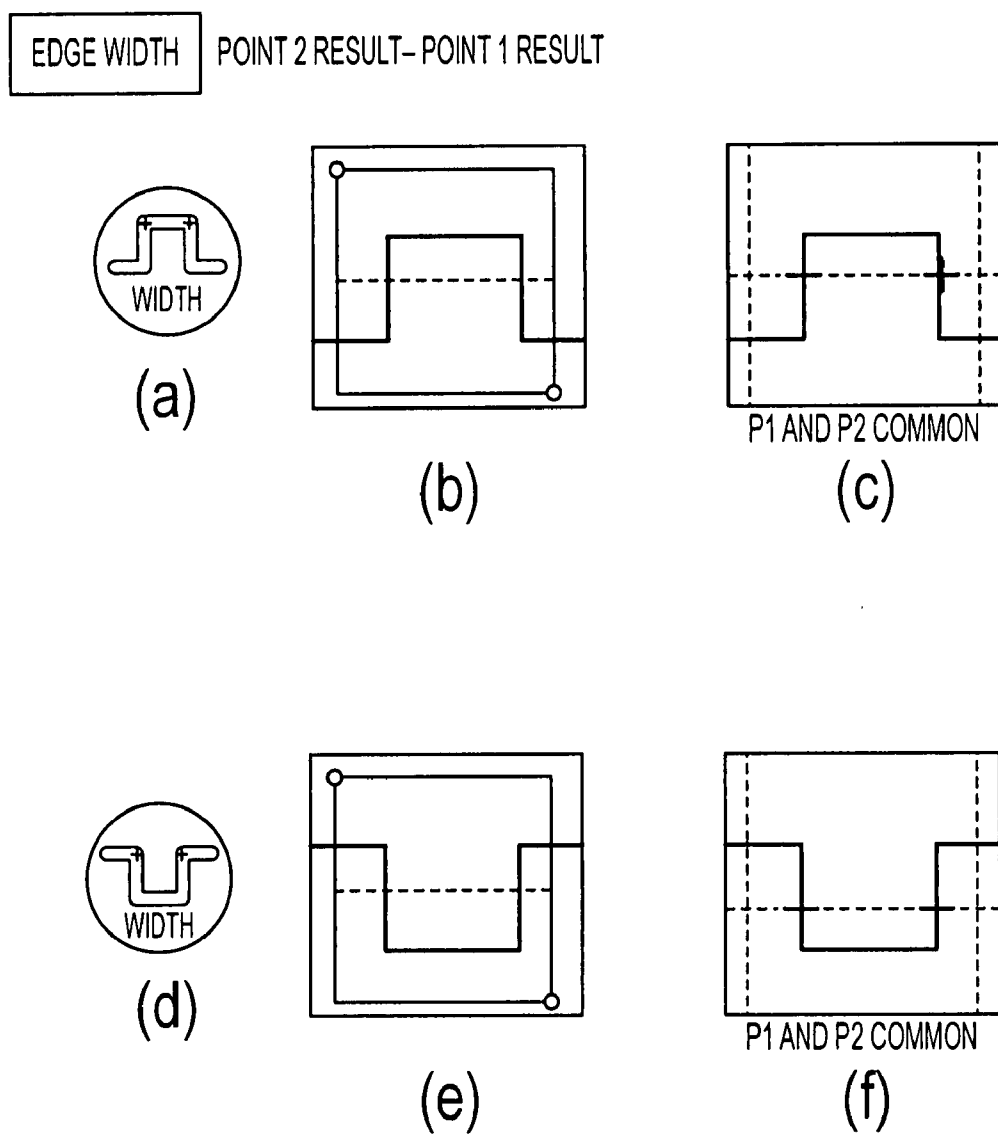 EDGE WIDTH POINT 2 RESULT– POINT 1 RESULT
WIDTH
(a)
(b)
P1 AND P2 COMMON
(c)
WIDTH
(d)
(e)
P1 AND P2 COMMON
(f)